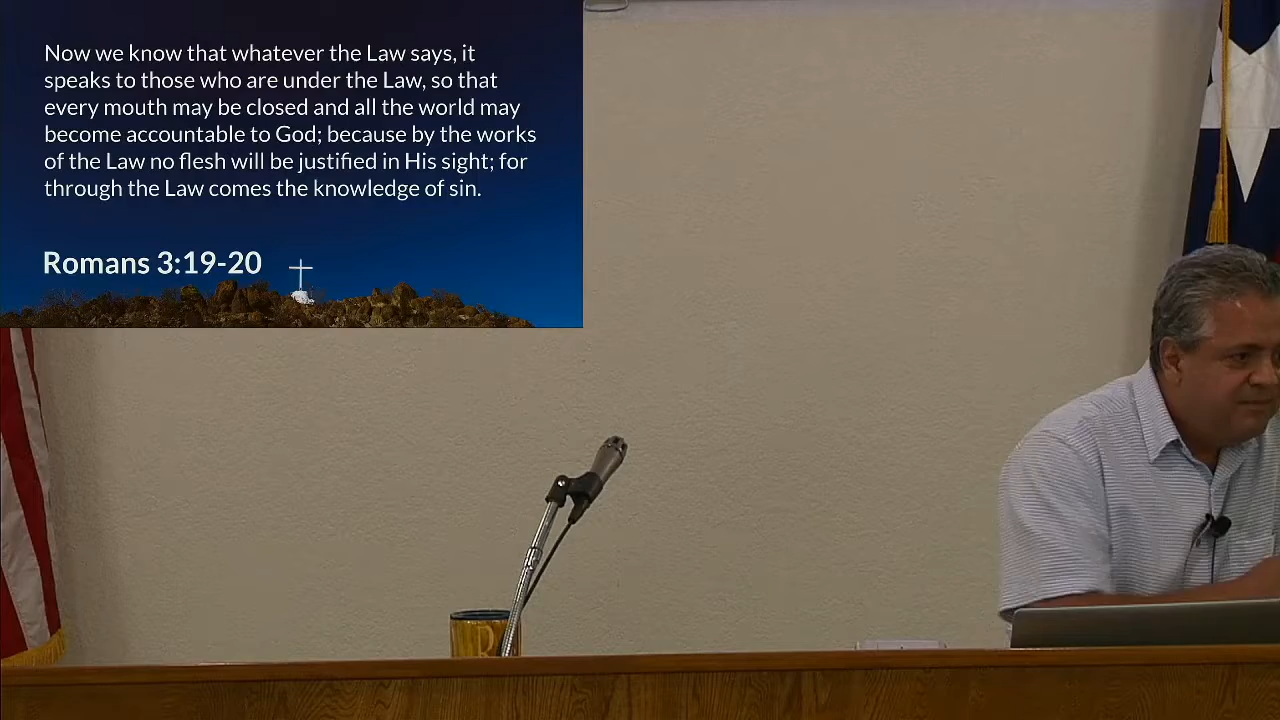 Now we know that whatever the Law says, it
speaks to those who are under the Law, so that
every mouth may be closed and all the world may
become accountable to God; because by the works
of the Law no flesh will be justified in His sight; for
through the Law comes the knowledge of sin.
Romans 3:19-20